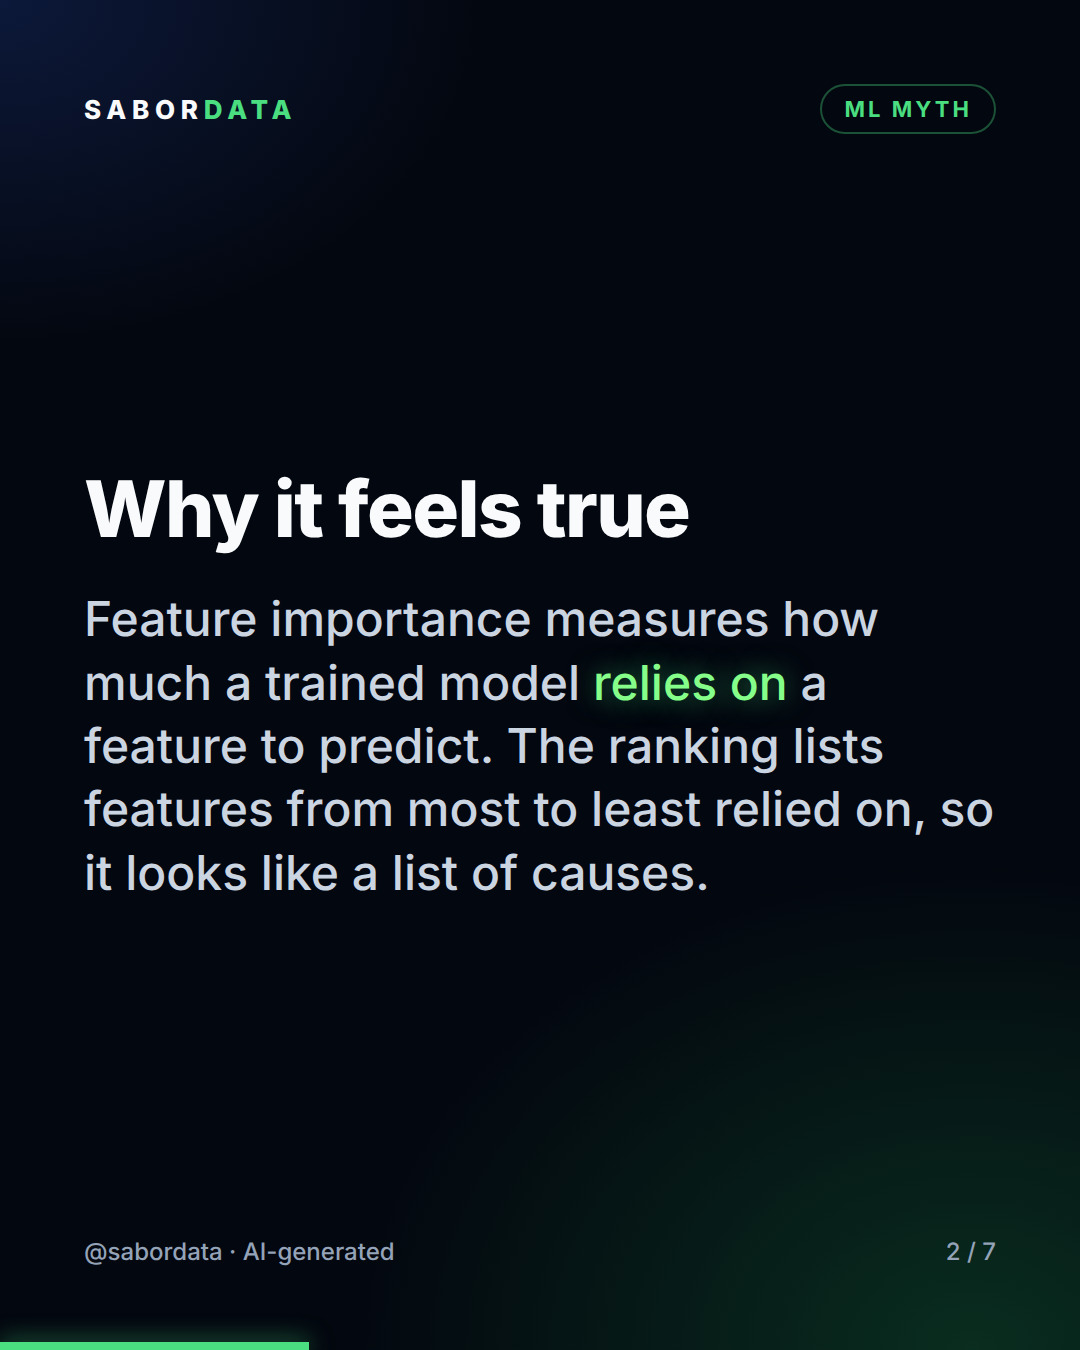 SABORDATA
ML MYTH
Why it feels true
Feature importance measures how
much a trained model relies on a
feature to predict. The ranking lists
features from most to least relied on, so
it looks like a list of causes.
@sabordata · AI-generated
2 / 7